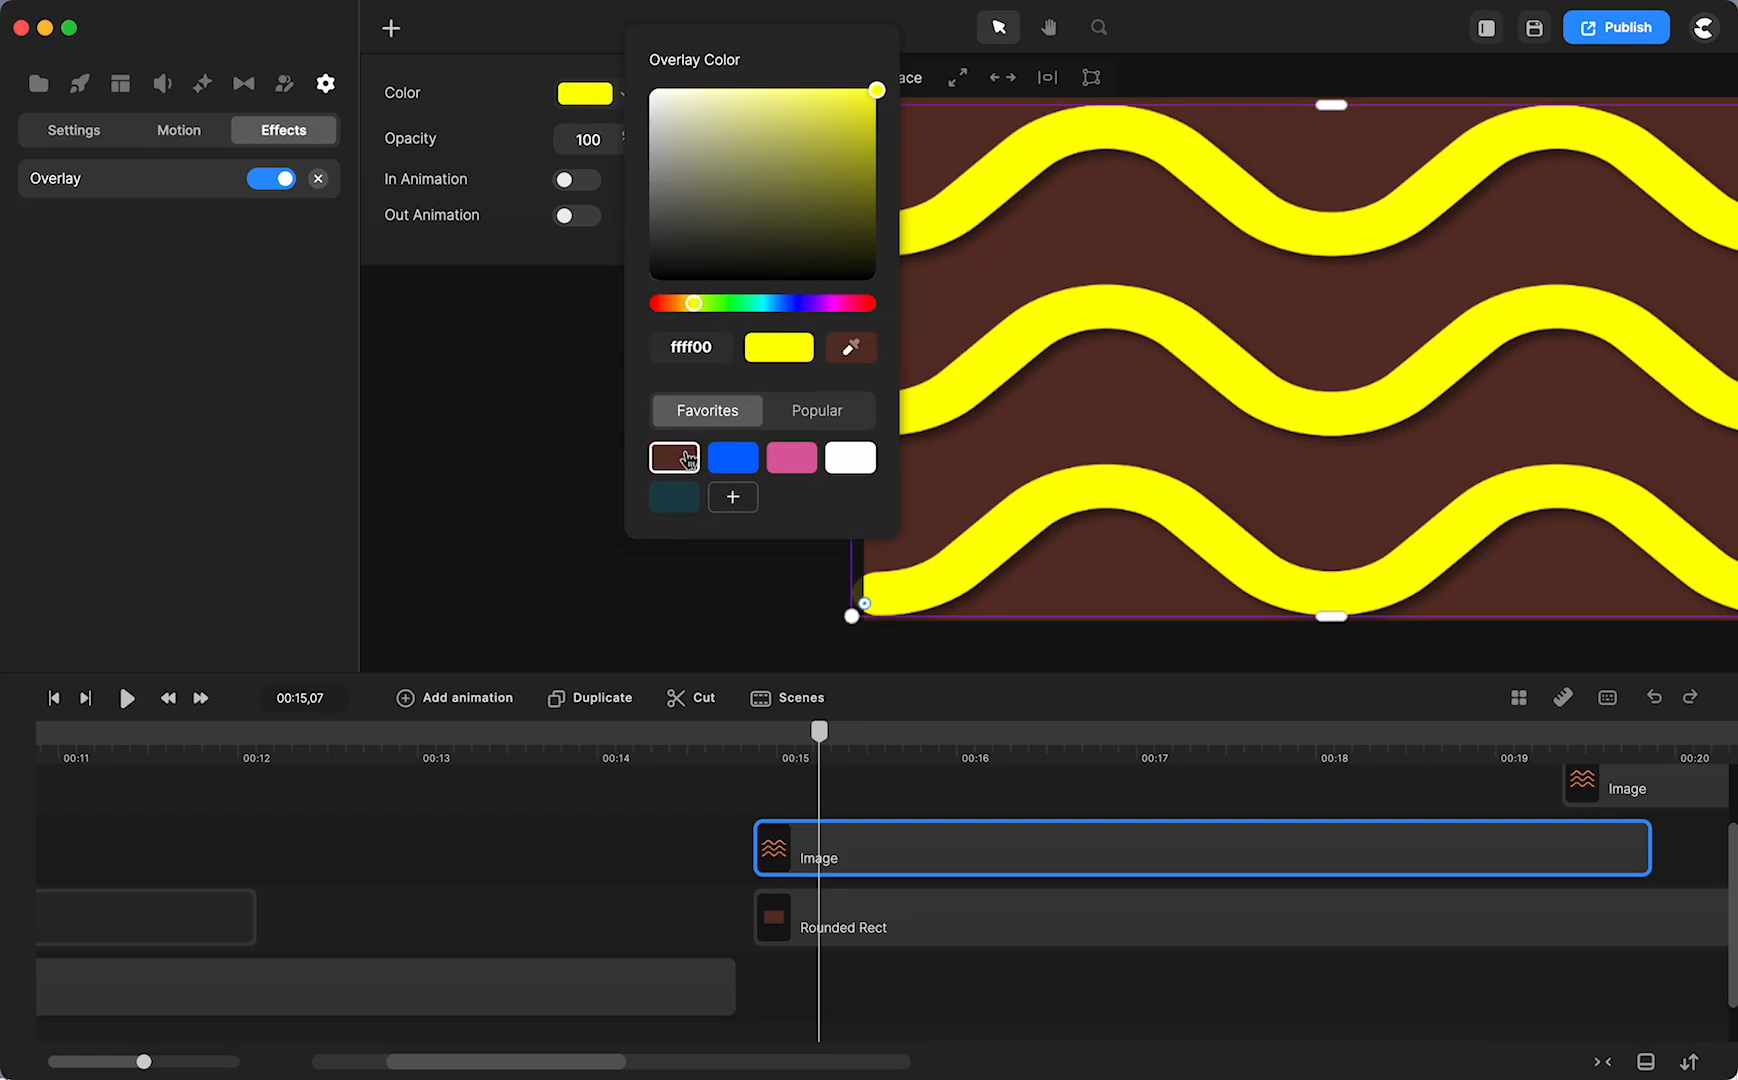 Publish
Overlay Color
Color
ace
Settings
Motion
Effects
Opacity
100
Overlay
In Animation
Out Animation
ffff00
Favorites
Popular
00:15,07
Add animation
Duplicate
Cut
Scenes
00:11
00:12
00:13
00:14
00:15
00:16
00:17
00:18
00:19
00:20
Image
Image
Rounded Rect